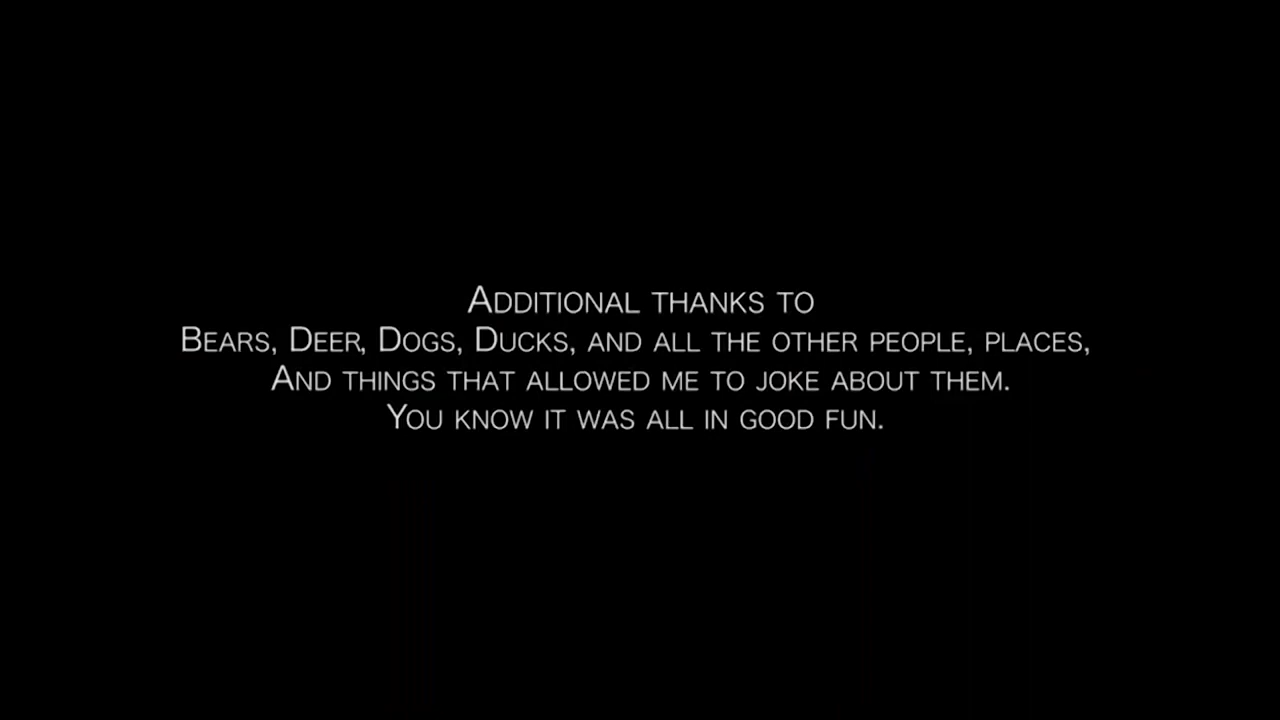 Additional thanks to
Bears, Deer, Dogs, Ducks, and all the other people, places,
And things that allowed me to joke about them.
You know it was all in good fun.